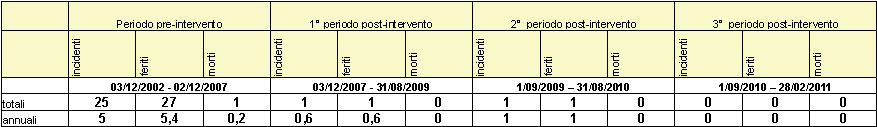 Periodo pre-intervento 1° periodo post-intervento 2° periodo post-intervento 3° periodo post-intervento
incidenti feriti morti incidenti feriti morti incidenti feriti morti incidenti feriti morti
03/12/2002 - 02/12/2007 03/12/2007 - 31/08/2009 1/09/2009 – 31/08/2010 1/09/2010 – 28/02/2011
totali 25 27 1 1 1 0 1 1 0 0 0 0
annuali 5 5,4 0,2 0,6 0,6 0 1 1 0 0 0 0